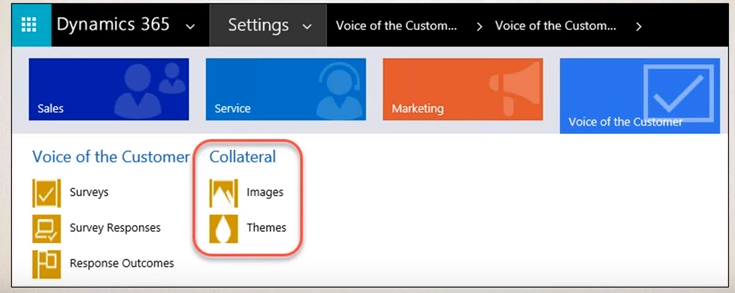 Dynamics 365 Settings Voice of the Custom... > Voice of the Custom... >
Sales Service Marketing Voice of the Customer
Voice of the Customer Collateral
Surveys Images
Survey Responses Themes
Response Outcomes